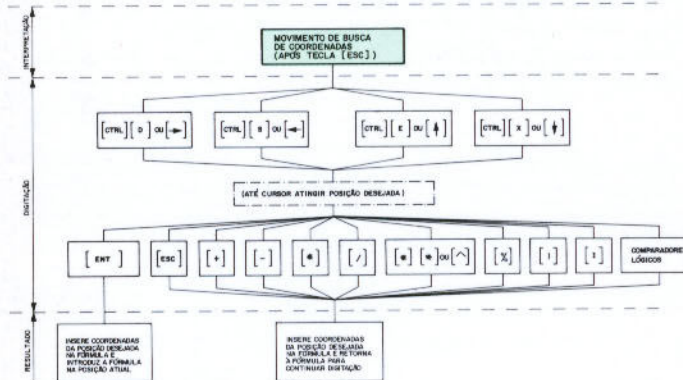 INTERPRETAÇÃO
MOVIMENTO DE BUSCA
DE COORDENADAS
(APÓS TECLA [ESC])
DIGITAÇÃO
[CTRL] [D] OU [→]
[CTRL] [S] OU [←]
[CTRL] [E] OU [↑]
[CTRL] [X] OU [↓]
(ATÉ CURSOR ATINGIR POSIÇÃO DESEJADA)
[ENT]
[ESC]
[+]
[-]
[*]
[/]
[*] [*] OU [^]
[%]
COMPARADORES
LÓGICOS
RESULTADO
INSERE COORDENADAS
DA POSIÇÃO DESEJADA
NA FÓRMULA E
INTRODUZ A FÓRMULA
NA POSIÇÃO ATUAL
INSERE COORDENADAS
DA POSIÇÃO DESEJADA
NA FÓRMULA E RETORNA
À FÓRMULA PARA
CONTINUAR DIGITAÇÃO